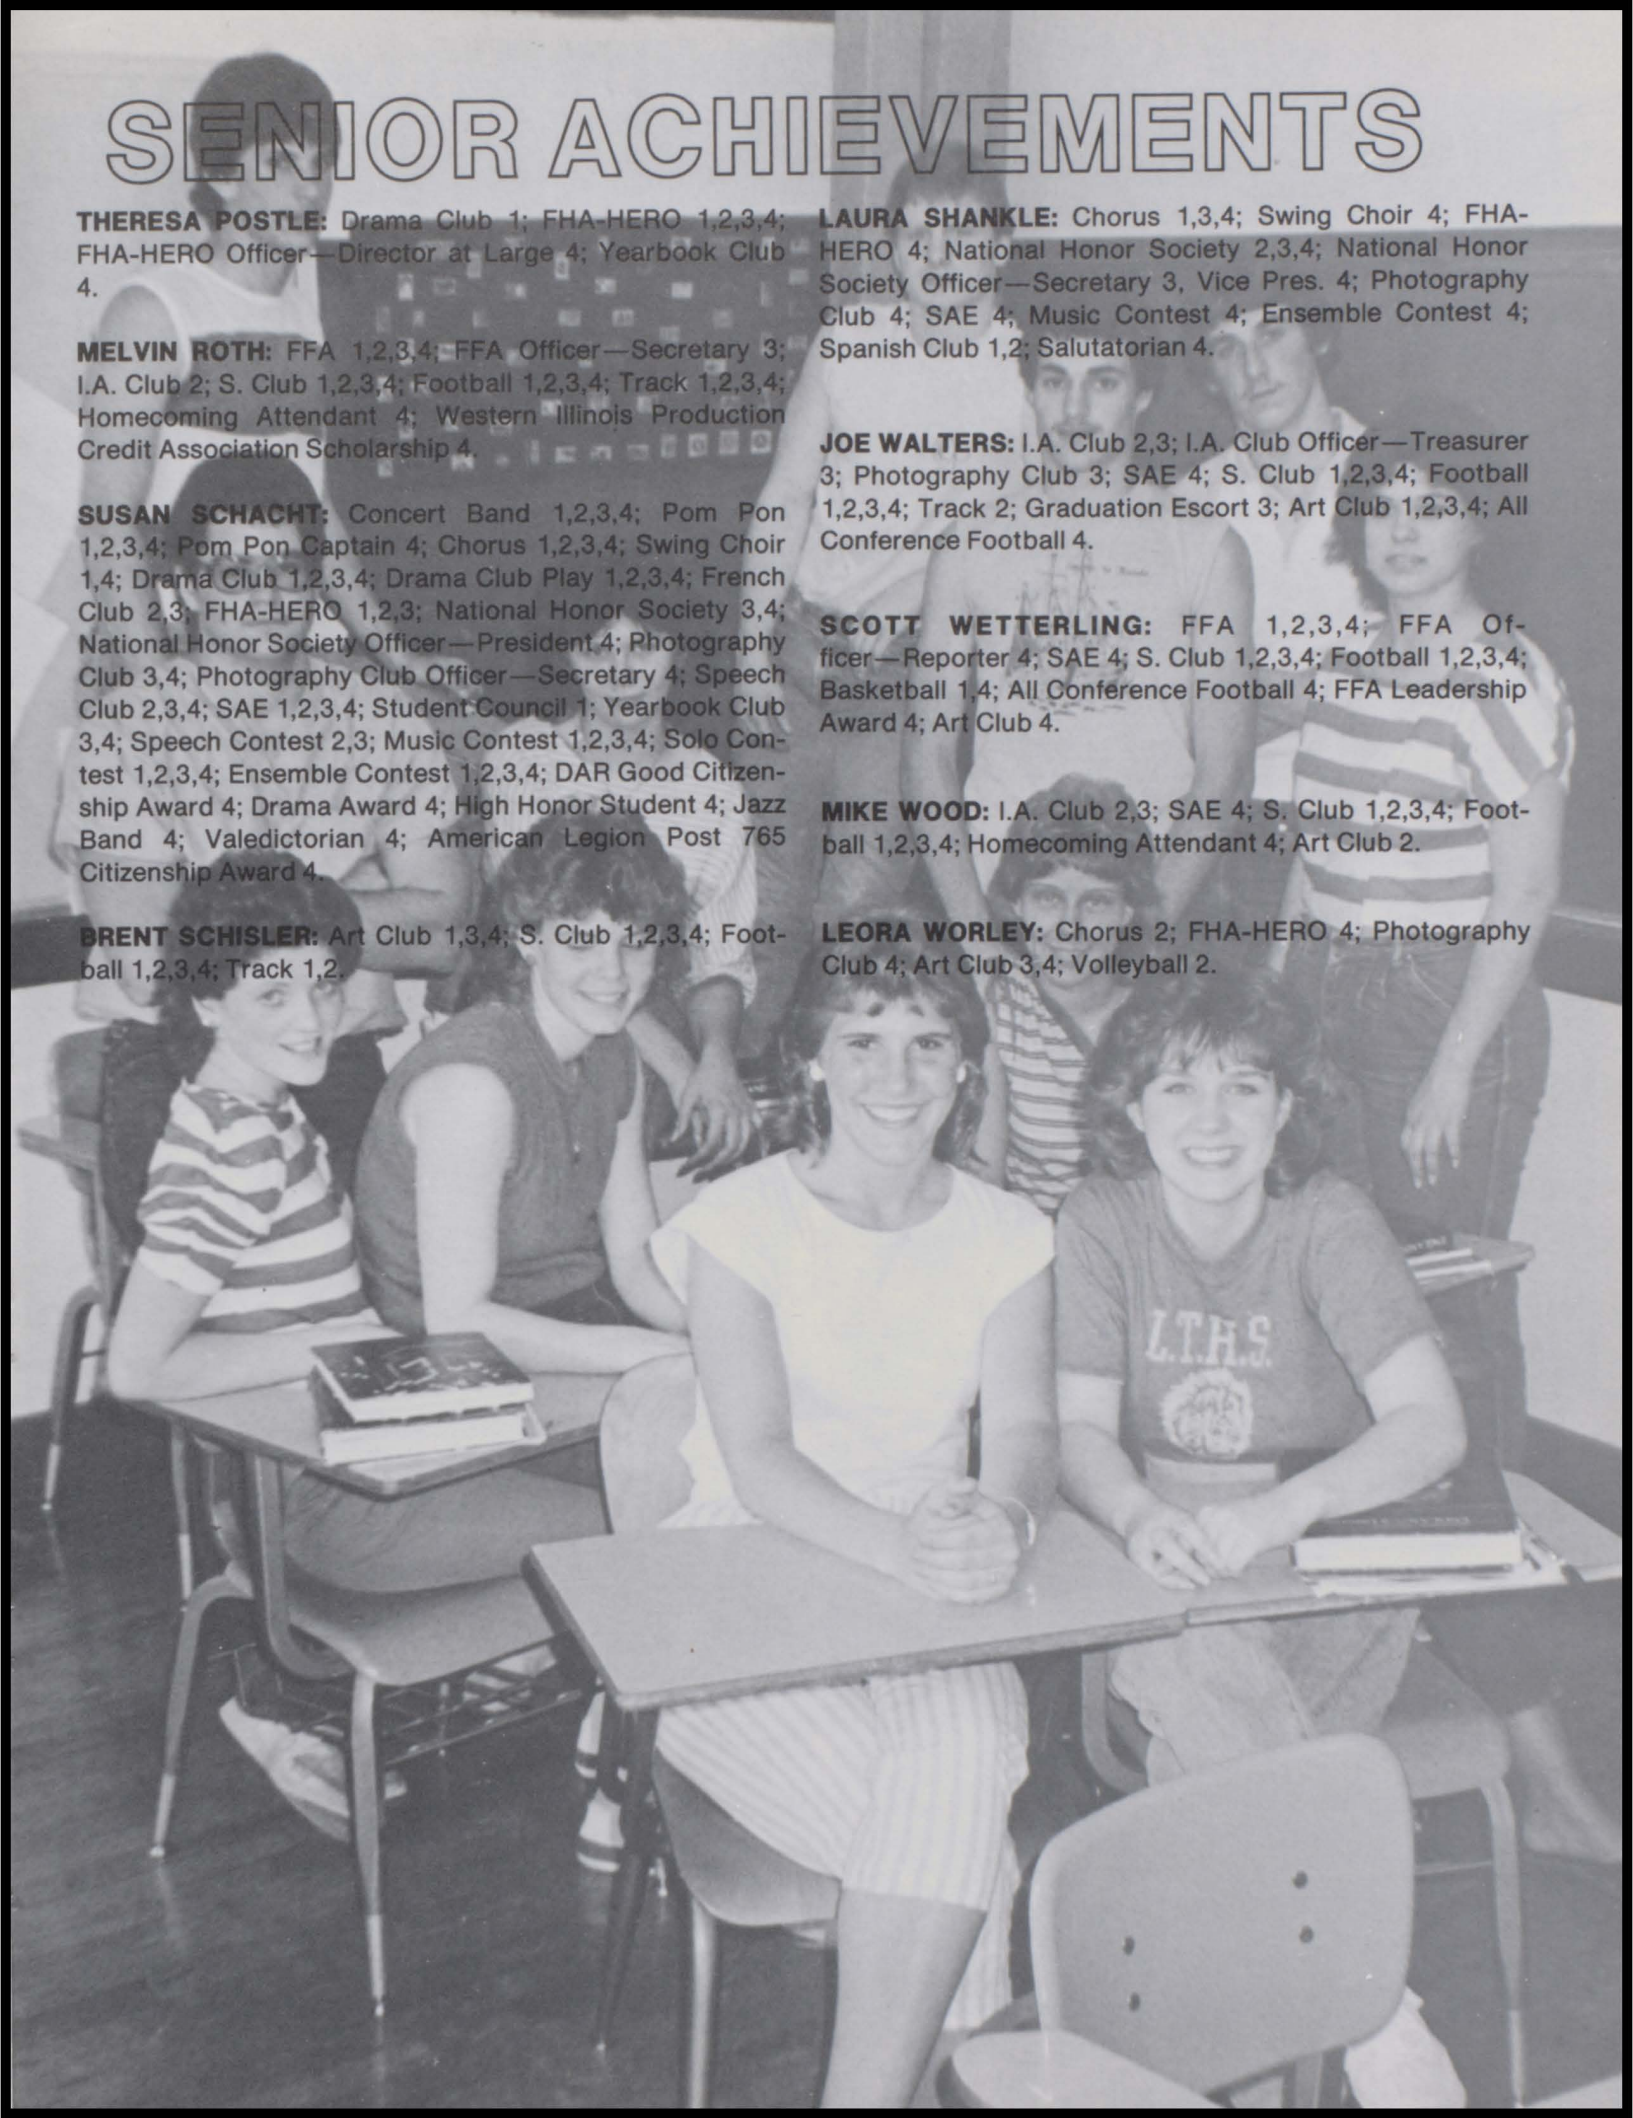 SENIOR ACHIEVEMENTS
THERESA POSTLE: Drama Club 1; FHA-HERO 1,2,3,4;
FHA-HERO Officer—Director at Large 4; Yearbook Club
4.
MELVIN ROTH: FFA 1,2,3,4; FFA Officer—Secretary 3;
I.A. Club 2; S. Club 1,2,3,4; Football 1,2,3,4; Track 1,2,3,4;
Homecoming Attendant 4; Western Illinois Production
Credit Association Scholarship 4.
SUSAN SCHACHT: Concert Band 1,2,3,4; Pom Pon
1,2,3,4; Pom Pon Captain 4; Chorus 1,2,3,4; Swing Choir
1,4; Drama Club 1,2,3,4; Drama Club Play 1,2,3,4; French
Club 2,3; FHA-HERO 1,2,3; National Honor Society 3,4;
National Honor Society Officer—President 4; Photography
Club 3,4; Photography Club Officer—Secretary 4; Speech
Club 2,3,4; SAE 1,2,3,4; Student Council 1; Yearbook Club
3,4; Speech Contest 2,3; Music Contest 1,2,3,4; Solo Con-
test 1,2,3,4; Ensemble Contest 1,2,3,4; DAR Good Citizen-
ship Award 4; Drama Award 4; High Honor Student 4; Jazz
Band 4; Valedictorian 4; American Legion Post 765
Citizenship Award 4.
BRENT SCHISLER: Art Club 1,3,4; S. Club 1,2,3,4; Foot-
ball 1,2,3,4; Track 1,2.
LAURA SHANKLE: Chorus 1,3,4; Swing Choir 4; FHA-
HERO 4; National Honor Society 2,3,4; National Honor
Society Officer—Secretary 3, Vice Pres. 4; Photography
Club 4; SAE 4; Music Contest 4; Ensemble Contest 4;
Spanish Club 1,2; Salutatorian 4.
JOE WALTERS: I.A. Club 2,3; I.A. Club Officer—Treasurer
3; Photography Club 3; SAE 4; S. Club 1,2,3,4; Football
1,2,3,4; Track 2; Graduation Escort 3; Art Club 1,2,3,4; All
Conference Football 4.
SCOTT WETTERLING: FFA 1,2,3,4; FFA Of-
ficer—Reporter 4; SAE 4; S. Club 1,2,3,4; Football 1,2,3,4;
Basketball 1,4; All Conference Football 4; FFA Leadership
Award 4; Art Club 4.
MIKE WOOD: I.A. Club 2,3; SAE 4; S. Club 1,2,3,4; Foot-
ball 1,2,3,4; Homecoming Attendant 4; Art Club 2.
LEORA WORLEY: Chorus 2; FHA-HERO 4; Photography
Club 4; Art Club 3,4; Volleyball 2.
L.T.H.S.